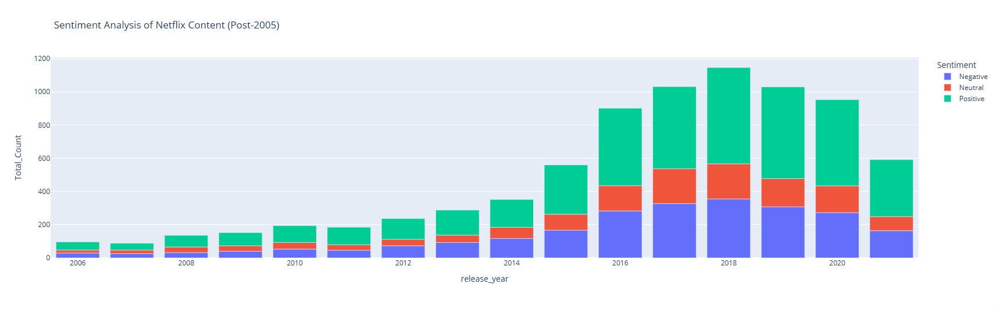 Sentiment Analysis of Netflix Content (Post-2005)
Sentiment
Negative
Neutral
Positive
Total_Count
1200
1000
800
600
400
200
0
2006 2008 2010 2012 2014 2016 2018 2020
release_year